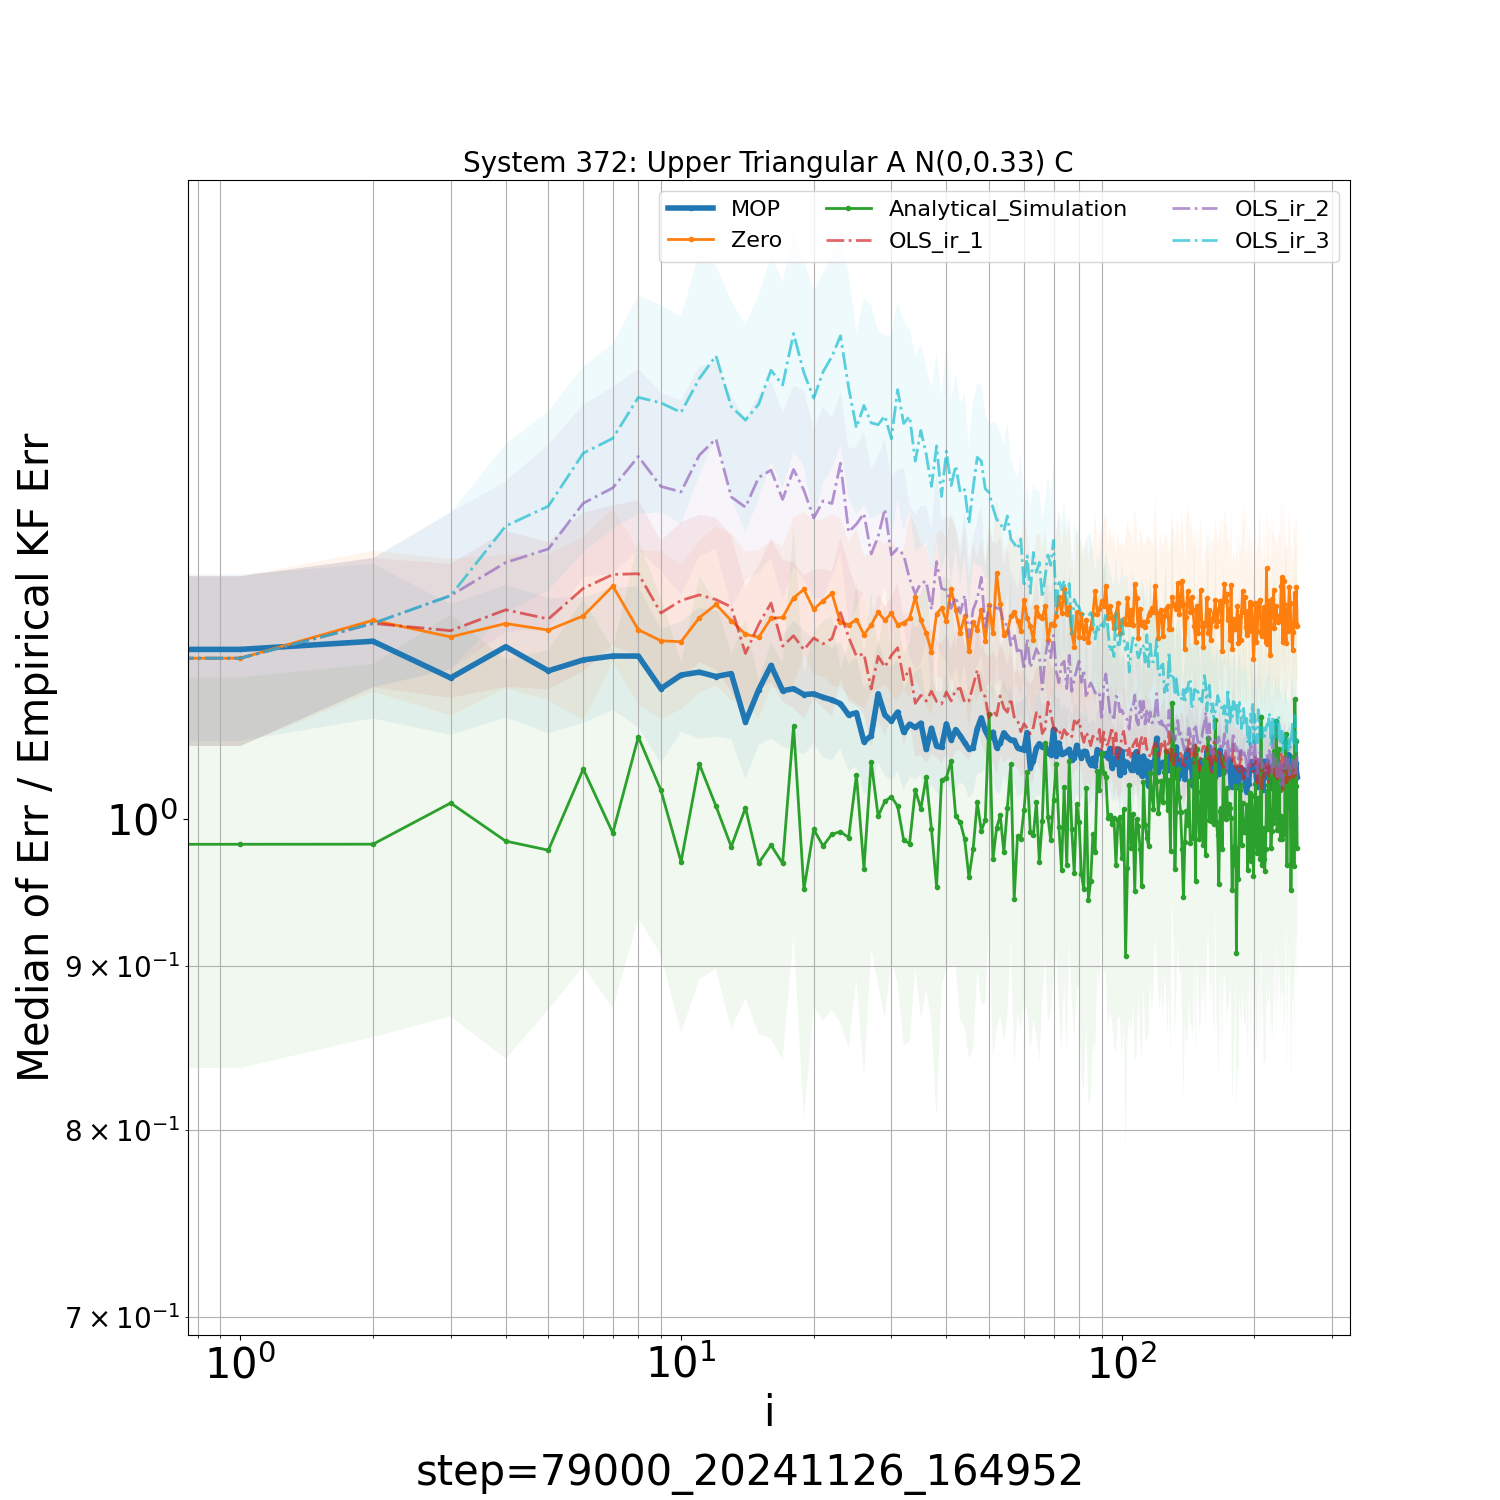 System 372: Upper Triangular A N(0,0.33) C
MOP
Zero
Analytical_Simulation
OLS_ir_1
OLS_ir_2
OLS_ir_3
Median of Err / Empirical KF Err
10⁰
9 × 10⁻¹
8 × 10⁻¹
7 × 10⁻¹
10⁰ 10¹ 10²
i
step=79000_20241126_164952